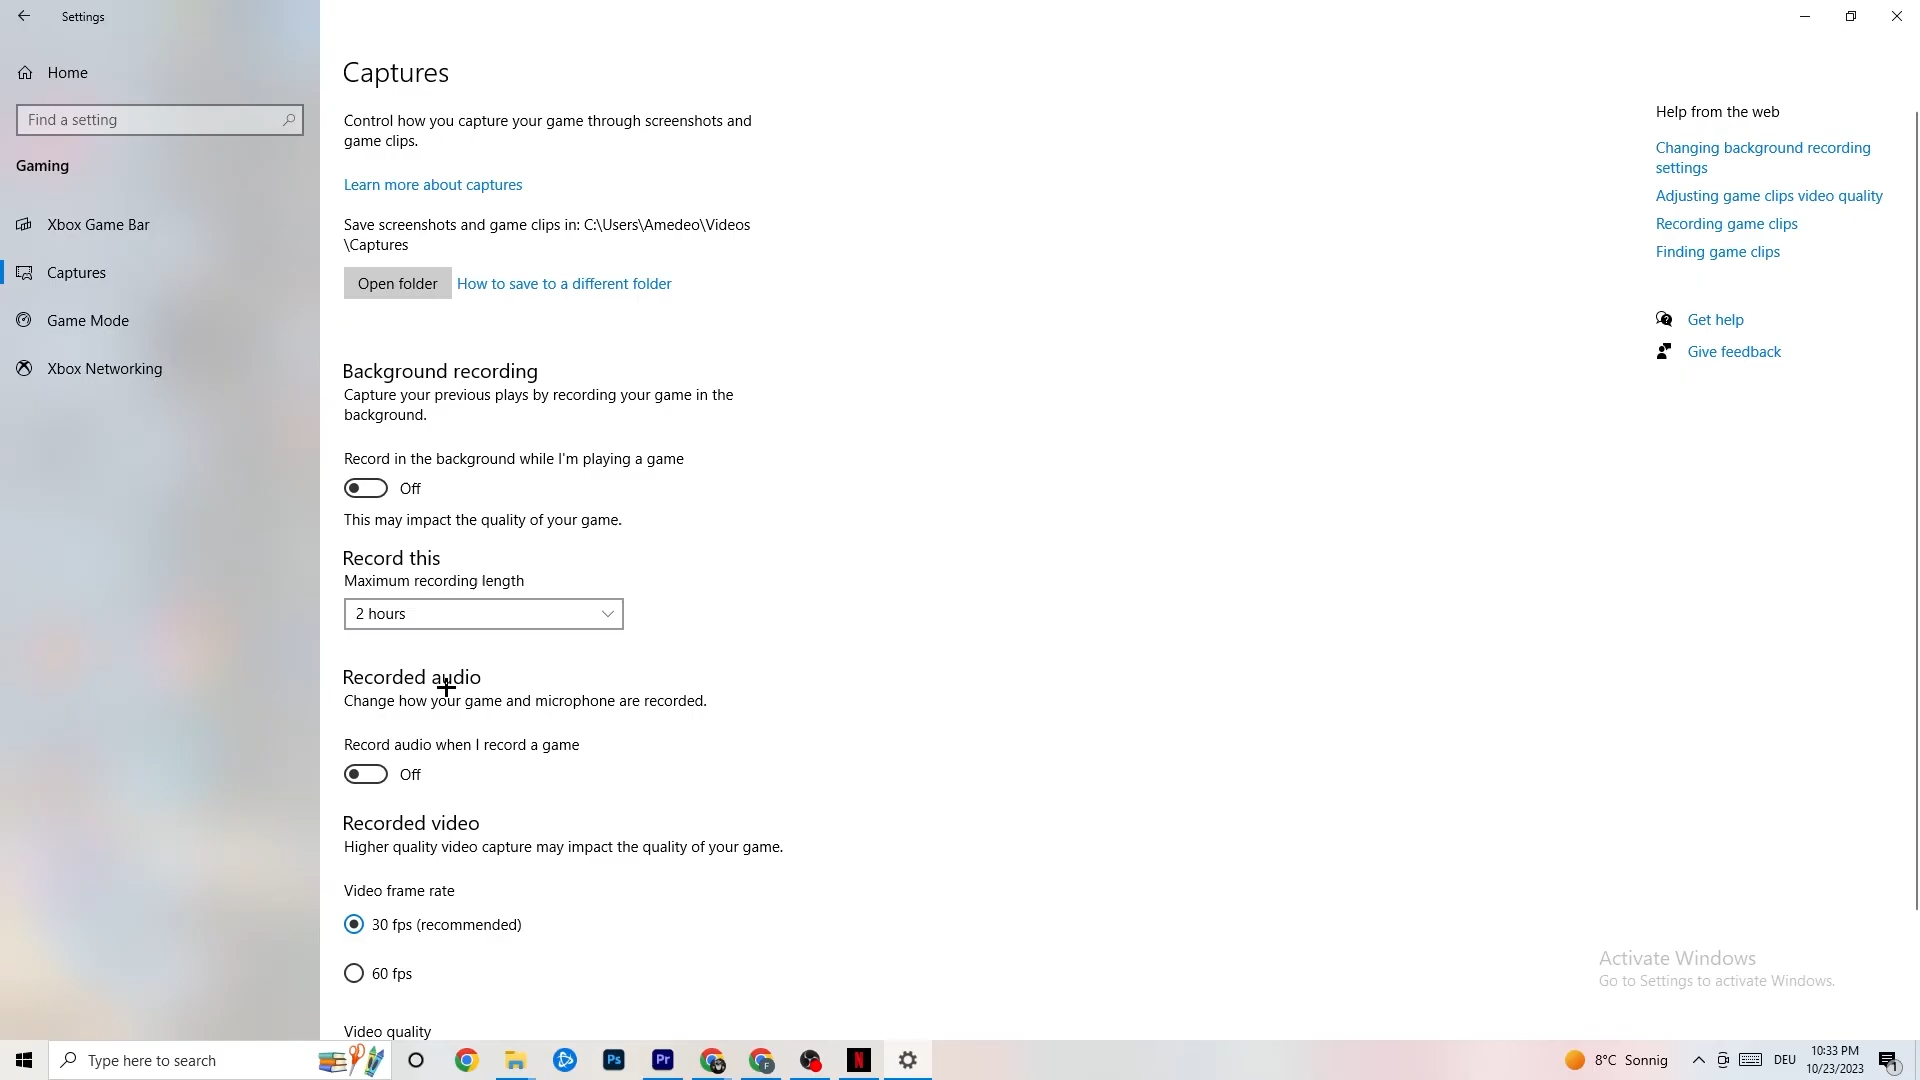 Settings
Home
Find a setting
Gaming
Xbox Game Bar
Captures
Game Mode
Xbox Networking
Captures
Control how you capture your game through screenshots and
game clips.
Learn more about captures
Save screenshots and game clips in: C:\Users\Amedeo\Videos
\Captures
Open folder
How to save to a different folder
Background recording
Capture your previous plays by recording your game in the
background.
Record in the background while I'm playing a game
Off
This may impact the quality of your game.
Record this
Maximum recording length
2 hours
Recorded audio
Change how your game and microphone are recorded.
Record audio when I record a game
Off
Recorded video
Higher quality video capture may impact the quality of your game.
Video frame rate
30 fps (recommended)
60 fps
Video quality
Help from the web
Changing background recording
settings
Adjusting game clips video quality
Recording game clips
Finding game clips
Get help
Give feedback
Activate Windows
Go to Settings to activate Windows.
Type here to search
Ps
Pr
F
N
8°C Sonnig
DEU
10:33 PM
10/23/2023
1